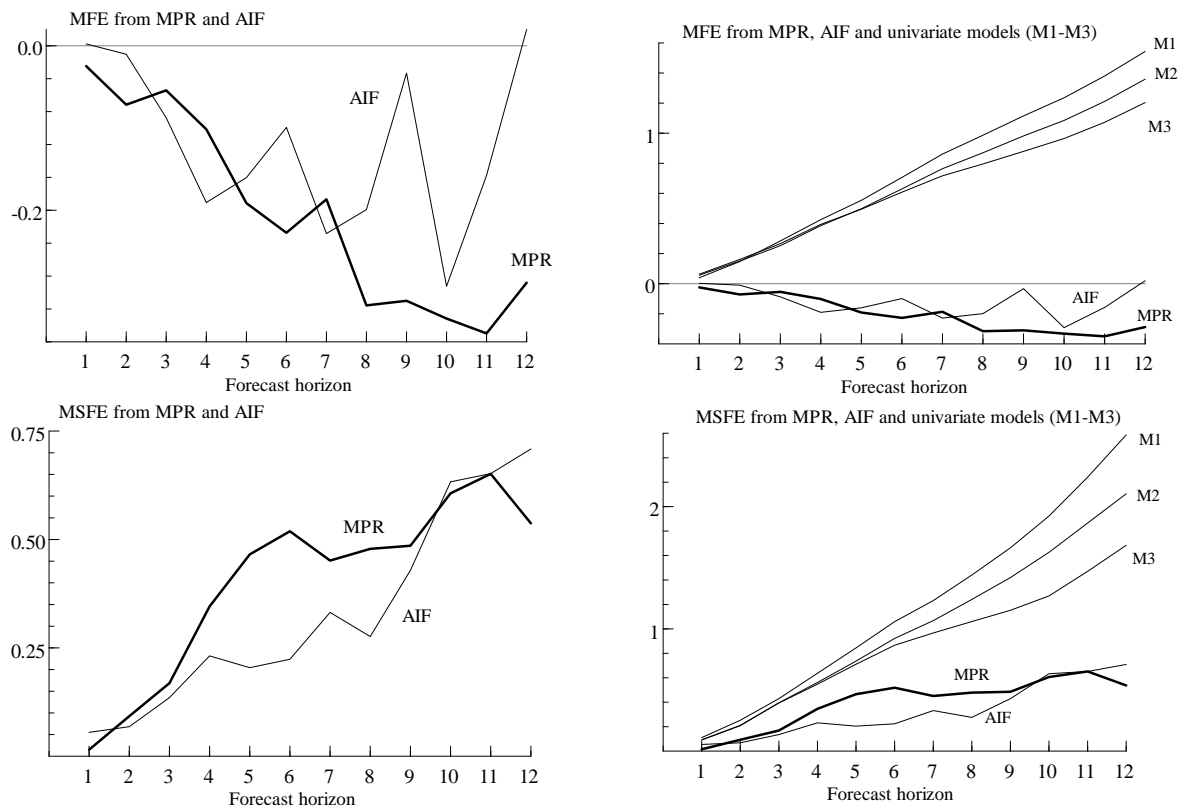 MFE from MPR and AIF
0.0
-0.2
AIF
MPR
1 2 3 4 5 6 7 8 9 10 11 12
Forecast horizon
MFE from MPR, AIF and univariate models (M1-M3)
1
0
M1
M2
M3
AIF
MPR
1 2 3 4 5 6 7 8 9 10 11 12
Forecast horizon
MSFE from MPR and AIF
0.75
0.50
0.25
MPR
AIF
1 2 3 4 5 6 7 8 9 10 11 12
Forecast horizon
MSFE from MPR, AIF and univariate models (M1-M3)
2
1
M1
M2
M3
MPR
AIF
1 2 3 4 5 6 7 8 9 10 11 12
Forecast horizon